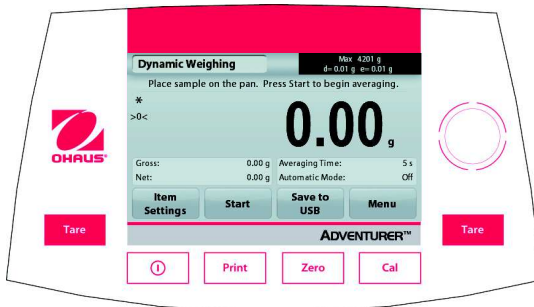 Dynamic Weighing
Max 4201 g
d= 0.01 g e= 0.01 g
Place sample on the pan. Press Start to begin averaging.
*
>0<
0.00 g
OHAUS®
Gross: 0.00 g Averaging Time: 5 s
Net: 0.00 g Automatic Mode: Off
Item Settings
Start
Save to USB
Menu
Tare
ADVENTURER™
Tare
Print
Zero
Cal